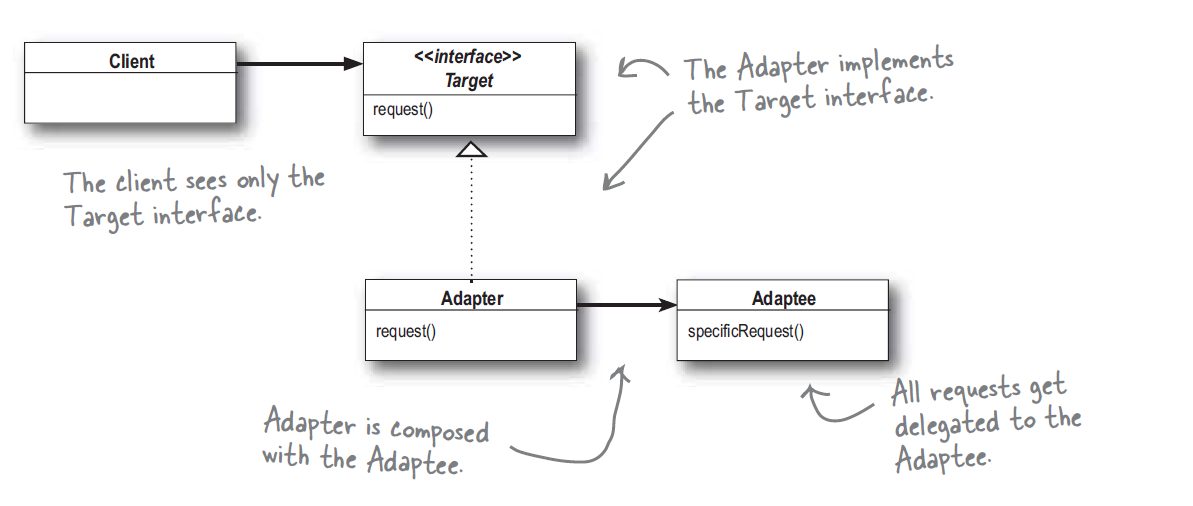 Client
<<interface>>
Target
request()
The Adapter implements
the Target interface.
The client sees only the
Target interface.
Adapter
request()
Adaptee
specificRequest()
Adapter is composed
with the Adaptee.
All requests get
delegated to the
Adaptee.